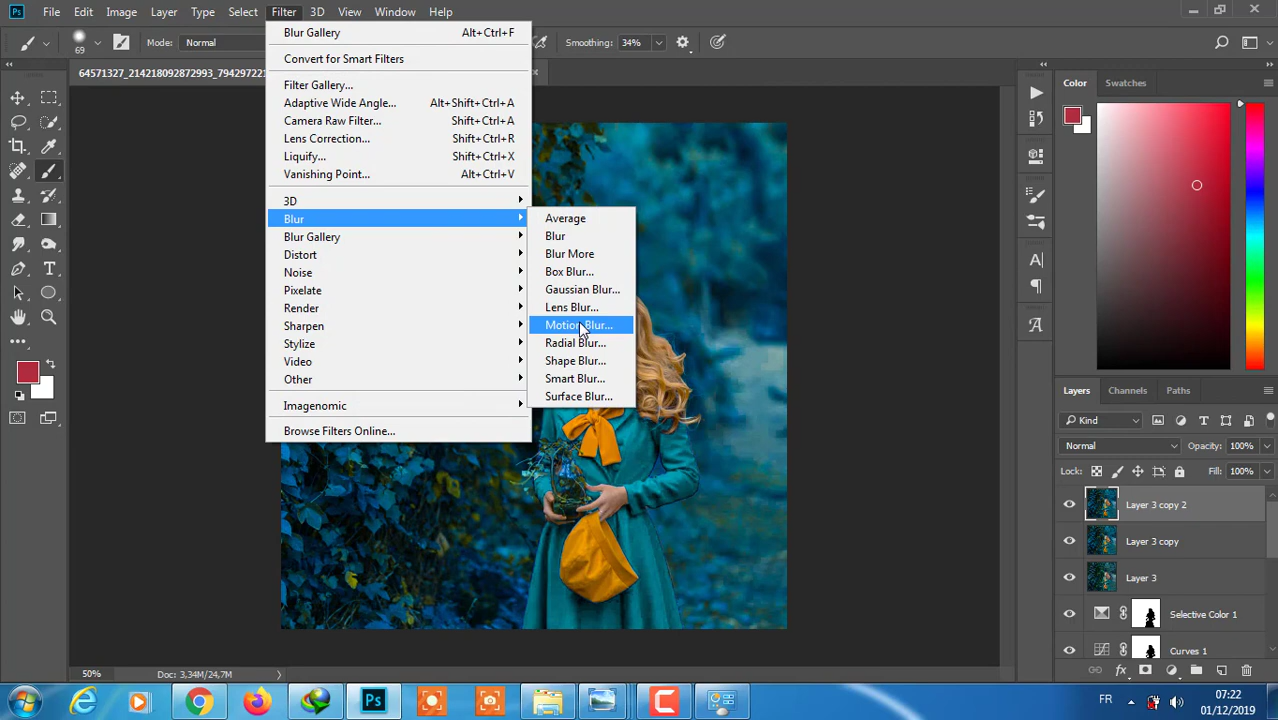 Ps File Edit Image Layer Type Select Filter 3D View Window Help
69 Mode: Normal Smoothing: 34%
64571327_214218092872993_7942972
Blur Gallery Alt+Ctrl+F
Convert for Smart Filters
Filter Gallery...
Adaptive Wide Angle... Alt+Shift+Ctrl+A
Camera Raw Filter... Shift+Ctrl+A
Lens Correction... Shift+Ctrl+R
Liquify... Shift+Ctrl+X
Vanishing Point... Alt+Ctrl+V
3D
Blur
Blur Gallery
Distort
Noise
Pixelate
Render
Sharpen
Stylize
Video
Other
Imagenomic
Browse Filters Online...
Average
Blur
Blur More
Box Blur...
Gaussian Blur...
Lens Blur...
Motion Blur...
Radial Blur...
Shape Blur...
Smart Blur...
Surface Blur...
Color Swatches
Layers Channels Paths
Kind
Normal Opacity: 100%
Lock: Fill: 100%
Layer 3 copy 2
Layer 3 copy
Layer 3
Selective Color 1
Curves 1
50% Doc: 3,34M/24,7M
Ps FR 07:22
01/12/2019